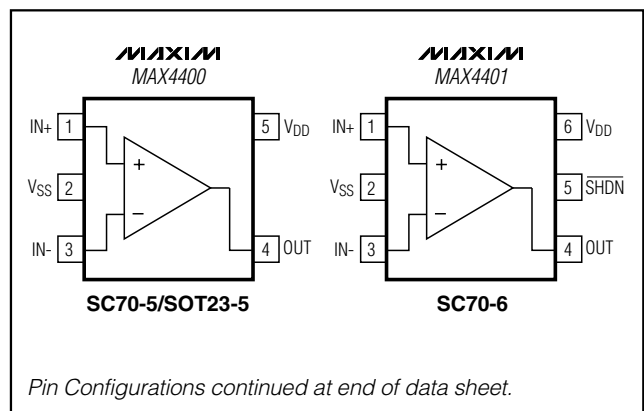 MAXIM
MAX4400
IN+ 1
5 VDD
+
VSS 2
−
IN- 3
4 OUT
SC70-5/SOT23-5
MAXIM
MAX4401
IN+ 1
6 VDD
+
VSS 2
5 SHDN
−
IN- 3
4 OUT
SC70-6
Pin Configurations continued at end of data sheet.